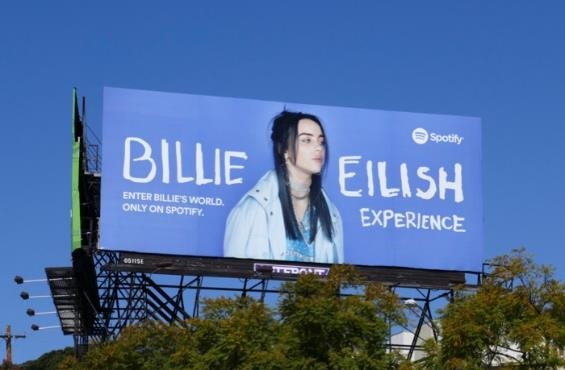 Spotify
BILLIE EILISH
EXPERIENCE
ENTER BILLIE'S WORLD.
ONLY ON SPOTIFY.